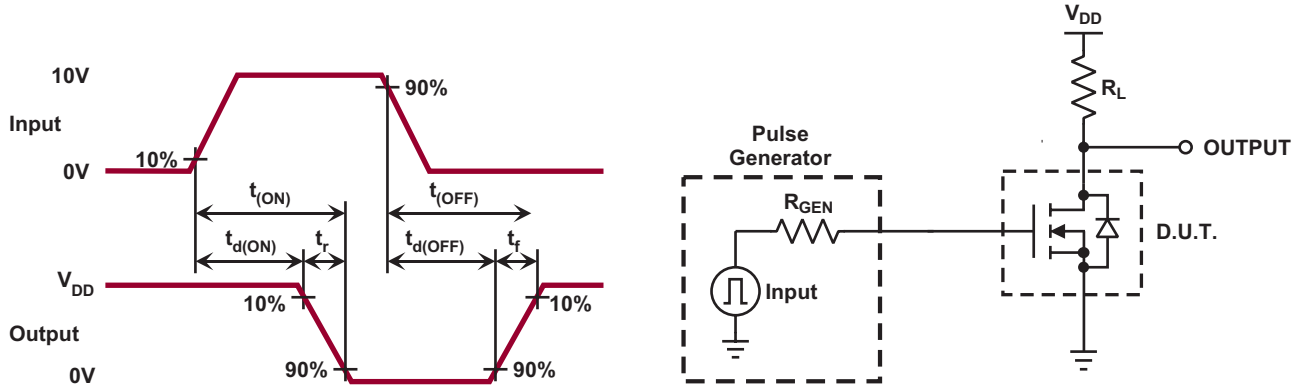 10V
90%
Input
10%
0V
t(ON)
t(OFF)
td(ON)
tr
td(OFF)
tf
VDD
10%
10%
Output
90%
90%
0V
VDD
RL
Pulse
Generator
OUTPUT
RGEN
D.U.T.
Input